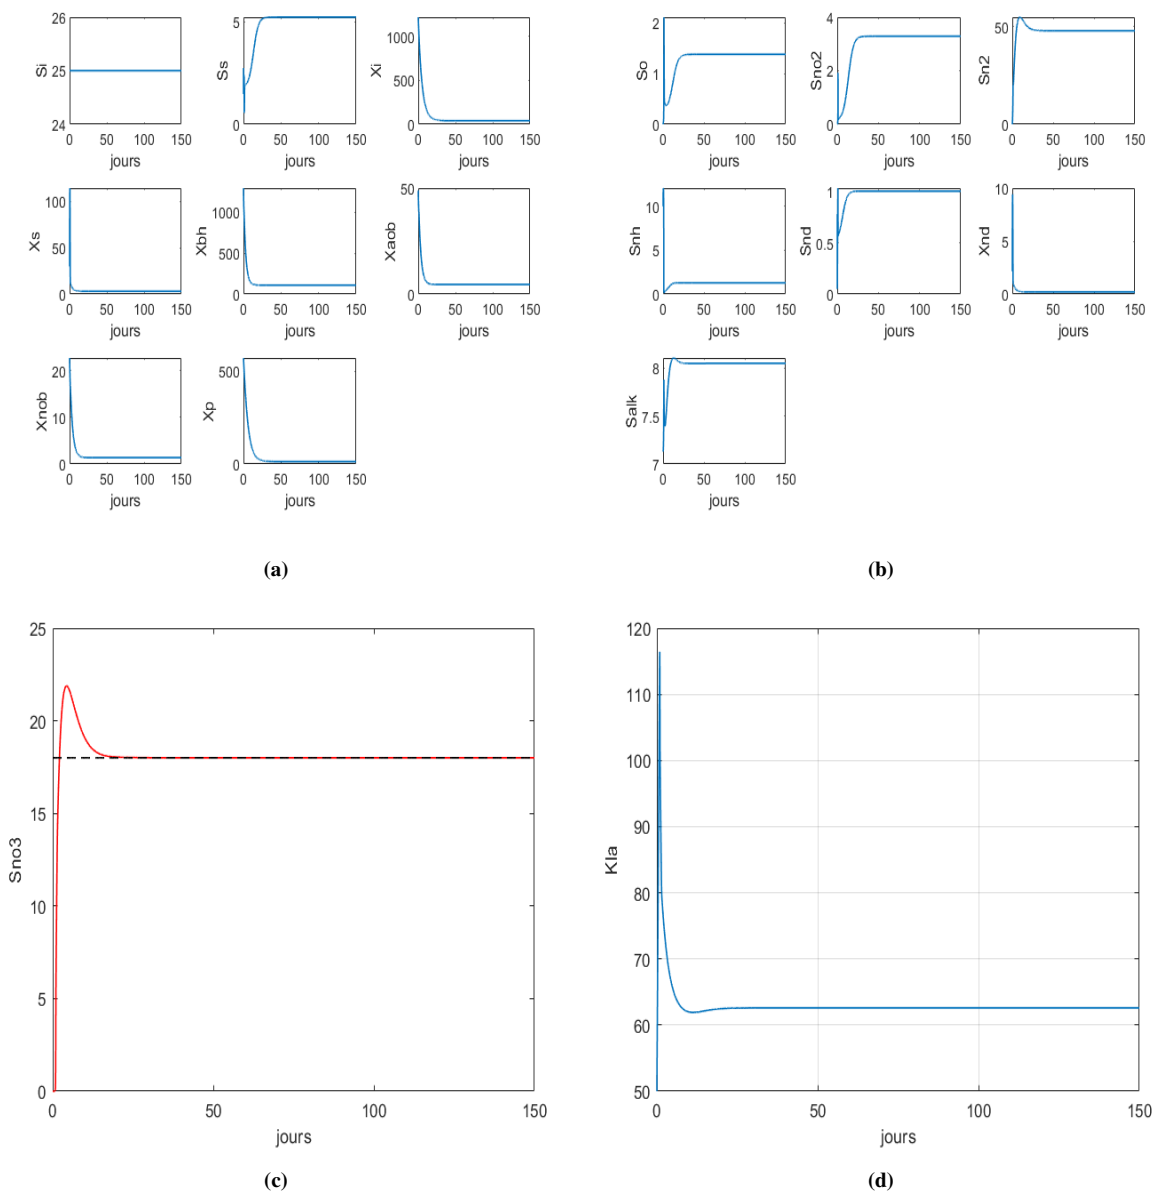 26
25
24
Si
0 50 100 150
jours
5
0
Ss
0 50 100 150
jours
1000
500
0
Xi
0 50 100 150
jours
2
1
0
So
0 50 100 150
jours
4
2
0
Sno2
0 50 100 150
jours
50
0
Sn2
0 50 100 150
jours
100
50
0
Xs
0 50 100 150
jours
1000
500
0
Xbh
0 50 100 150
jours
50
0
Xaob
0 50 100 150
jours
10
5
0
Snh
0 50 100 150
jours
1
0.5
0
Snd
0 50 100 150
jours
10
5
0
Xnd
0 50 100 150
jours
20
10
0
Xnob
0 50 100 150
jours
500
0
Xp
0 50 100 150
jours
8
7.5
7
Salk
0 50 100 150
jours
(a)
(b)
25
20
15
10
5
0
Sno3
0 50 100 150
jours
(c)
120
110
100
90
80
70
60
50
Kla
0 50 100 150
jours
(d)